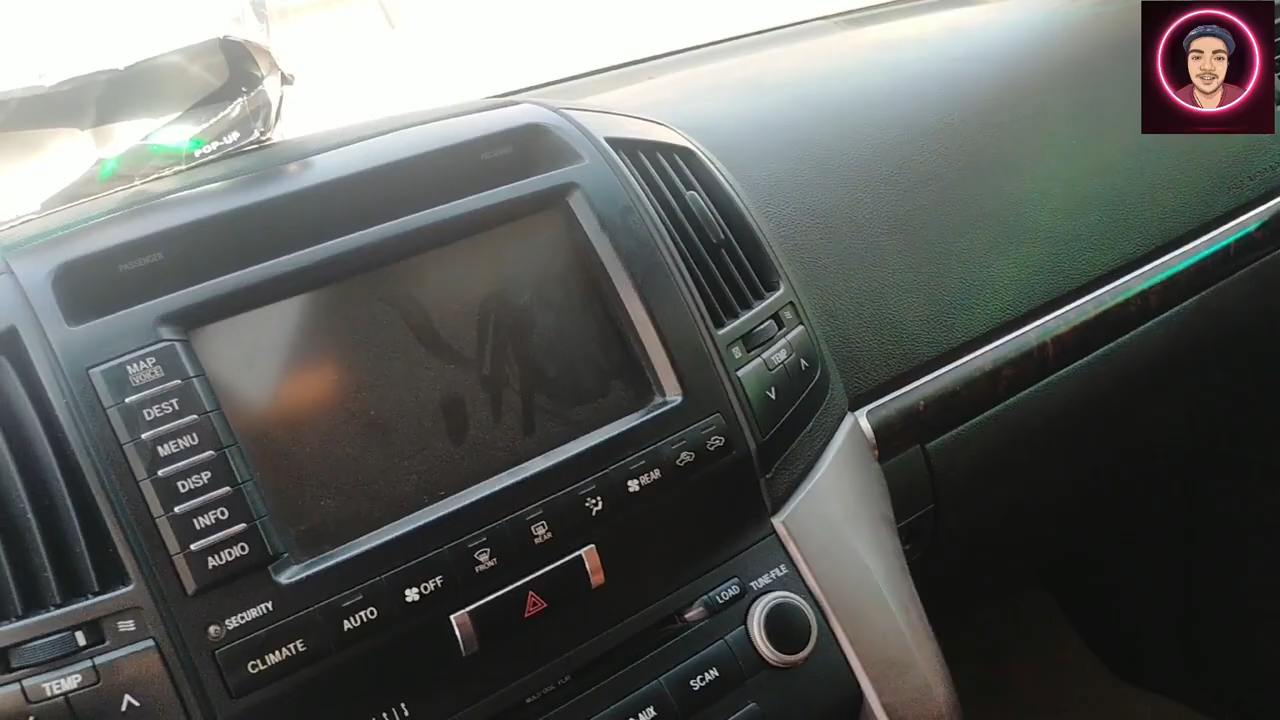 POP-UP
PASSENGER
MAP
VOICE
DEST
MENU
DISP
INFO
AUDIO
TEMP
REAR
REAR
FRONT
OFF
AUTO
SECURITY
CLIMATE
LOAD
TUNE•FILE
SCAN
AUX
TEMP